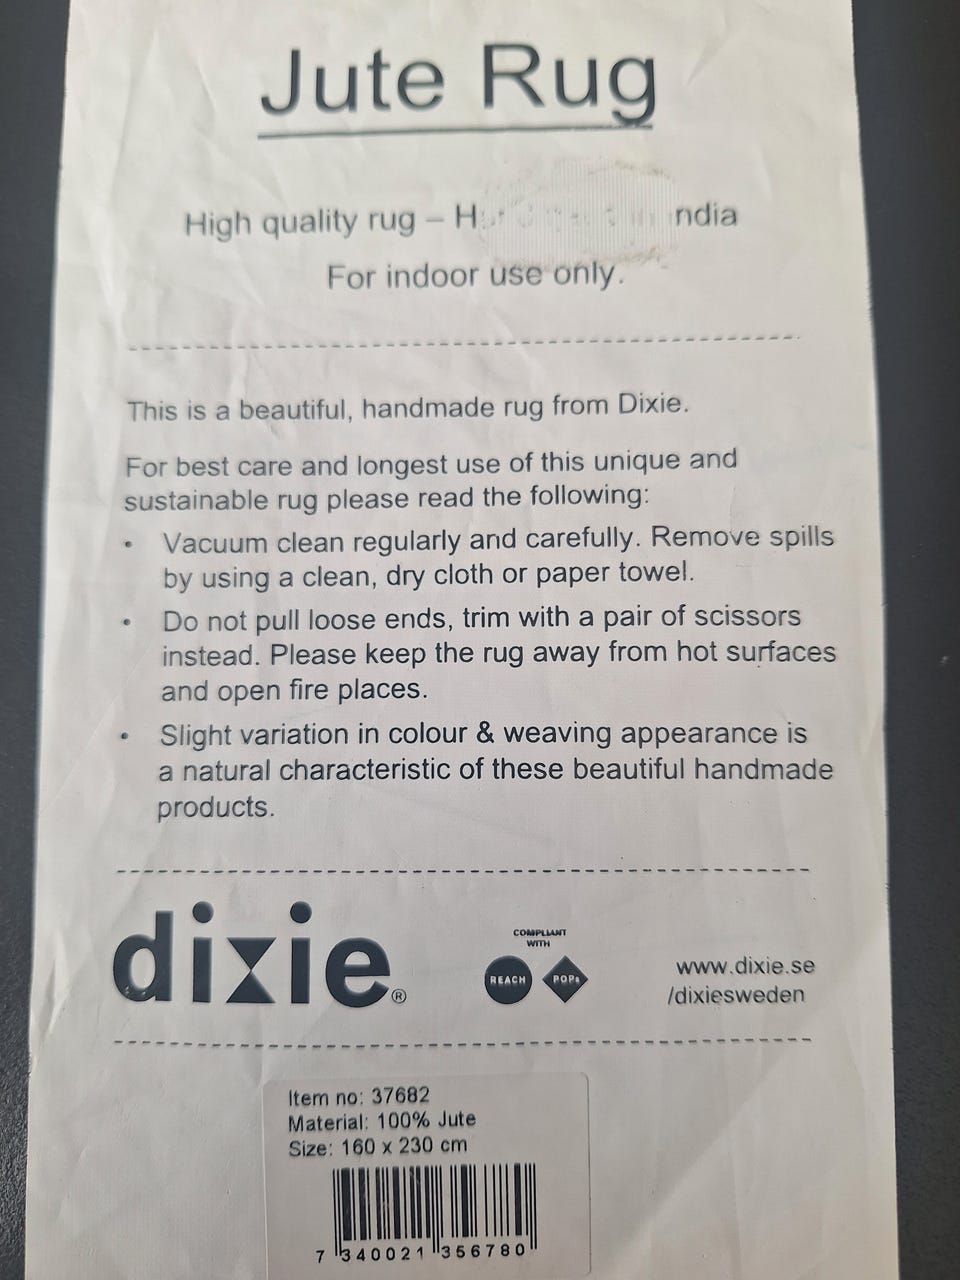 Jute Rug
High quality rug – ndia
For indoor use only.
This is a beautiful, handmade rug from Dixie.
For best care and longest use of this unique and
sustainable rug please read the following:
• Vacuum clean regularly and carefully. Remove spills
by using a clean, dry cloth or paper towel.
• Do not pull loose ends, trim with a pair of scissors
instead. Please keep the rug away from hot surfaces
and open fire places.
• Slight variation in colour & weaving appearance is
a natural characteristic of these beautiful handmade
products.
dixie®
COMPLIANT
WITH
REACH POPs
www.dixie.se
/dixiesweden
Item no: 37682
Material: 100% Jute
Size: 160 x 230 cm
7 340021 356780